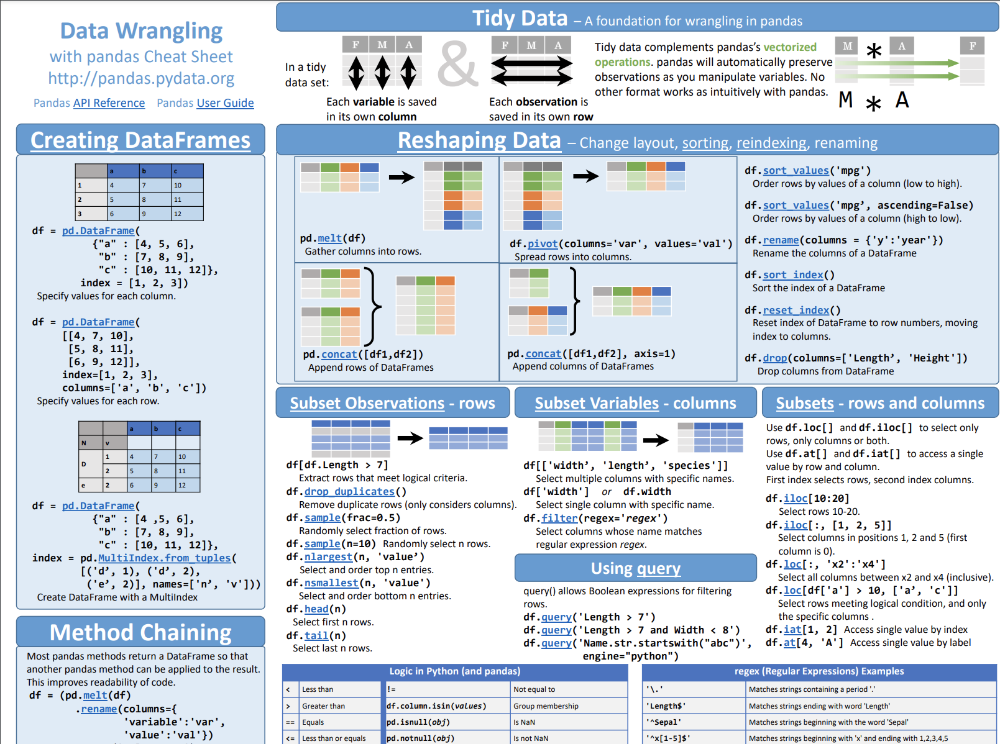 Data Wrangling
with pandas Cheat Sheet
http://pandas.pydata.org
Pandas API Reference Pandas User Guide
Creating DataFrames
a b c
1 4 7 10
2 5 8 11
3 6 9 12
df = pd.DataFrame(
{"a" : [4, 5, 6],
"b" : [7, 8, 9],
"c" : [10, 11, 12]},
index = [1, 2, 3])
Specify values for each column.
df = pd.DataFrame(
[[4, 7, 10],
[5, 8, 11],
[6, 9, 12]],
index=[1, 2, 3],
columns=['a', 'b', 'c'])
Specify values for each row.
a b c
N v
D 1 4 7 10
2 5 8 11
e 2 6 9 12
df = pd.DataFrame(
{"a" : [4 ,5, 6],
"b" : [7, 8, 9],
"c" : [10, 11, 12]},
index = pd.MultiIndex.from_tuples(
[('d’, 1), ('d’, 2),
('e’, 2)], names=['n’, 'v']))
Create DataFrame with a MultiIndex
Method Chaining
Most pandas methods return a DataFrame so that
another pandas method can be applied to the result.
This improves readability of code.
df = (pd.melt(df)
.rename(columns={
'variable':'var',
'value':'val'})
Tidy Data – A foundation for wrangling in pandas
In a tidy
data set:
F M A
&
F M A
Each variable is saved
in its own column
Each observation is
saved in its own row
Tidy data complements pandas’s vectorized
operations. pandas will automatically preserve
observations as you manipulate variables. No
other format works as intuitively with pandas.
M * A F
M * A
Reshaping Data – Change layout, sorting, reindexing, renaming
pd.melt(df)
Gather columns into rows.
df.pivot(columns='var', values='val')
Spread rows into columns.
pd.concat([df1,df2])
Append rows of DataFrames
pd.concat([df1,df2], axis=1)
Append columns of DataFrames
df.sort_values('mpg')
Order rows by values of a column (low to high).
df.sort_values('mpg’, ascending=False)
Order rows by values of a column (high to low).
df.rename(columns = {'y':'year'})
Rename the columns of a DataFrame
df.sort_index()
Sort the index of a DataFrame
df.reset_index()
Reset index of DataFrame to row numbers, moving
index to columns.
df.drop(columns=['Length’, 'Height'])
Drop columns from DataFrame
Subset Observations - rows
df[df.Length > 7]
Extract rows that meet logical criteria.
df.drop_duplicates()
Remove duplicate rows (only considers columns).
df.sample(frac=0.5)
Randomly select fraction of rows.
df.sample(n=10) Randomly select n rows.
df.nlargest(n, 'value’)
Select and order top n entries.
df.nsmallest(n, 'value')
Select and order bottom n entries.
df.head(n)
Select first n rows.
df.tail(n)
Select last n rows.
Subset Variables - columns
df[['width’, 'length’, 'species']]
Select multiple columns with specific names.
df['width'] or df.width
Select single column with specific name.
df.filter(regex='regex')
Select columns whose name matches
regular expression regex.
Using query
query() allows Boolean expressions for filtering
rows.
df.query('Length > 7')
df.query('Length > 7 and Width < 8')
df.query('Name.str.startswith("abc")',
engine="python")
Subsets - rows and columns
Use df.loc[] and df.iloc[] to select only
rows, only columns or both.
Use df.at[] and df.iat[] to access a single
value by row and column.
First index selects rows, second index columns.
df.iloc[10:20]
Select rows 10-20.
df.iloc[:, [1, 2, 5]]
Select columns in positions 1, 2 and 5 (first
column is 0).
df.loc[:, 'x2':'x4']
Select all columns between x2 and x4 (inclusive).
df.loc[df['a'] > 10, ['a’, 'c']]
Select rows meeting logical condition, and only
the specific columns .
df.iat[1, 2] Access single value by index
df.at[4, 'A'] Access single value by label
Logic in Python (and pandas)
< Less than != Not equal to
> Greater than df.column.isin(values) Group membership
== Equals pd.isnull(obj) Is NaN
<= Less than or equals pd.notnull(obj) Is not NaN
regex (Regular Expressions) Examples
'\.' Matches strings containing a period '.'
'Length$' Matches strings ending with word 'Length'
'^Sepal' Matches strings beginning with the word 'Sepal'
'^x[1-5]$' Matches strings beginning with 'x' and ending with 1,2,3,4,5